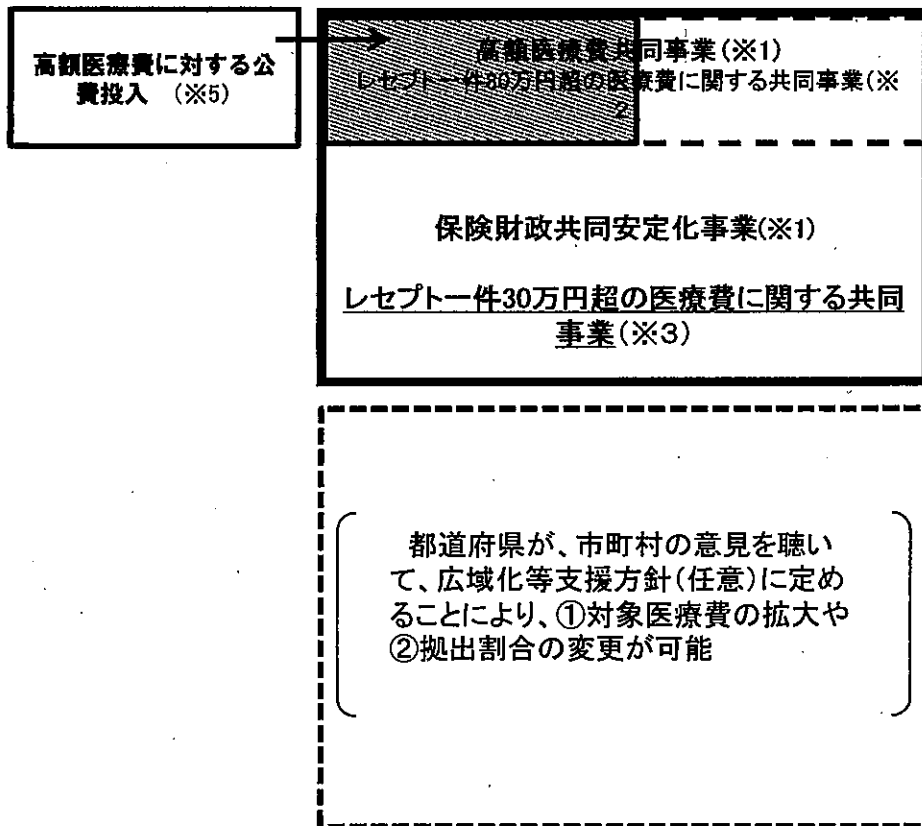 高額医療費に対する公
費投入 (※5)
高額医療費共同事業(※1)
レセプト一件80万円超の医療費に関する共同事業(※
2
保険財政共同安定化事業(※1)
レセプト一件30万円超の医療費に関する共同
事業(※3)
都道府県が、市町村の意見を聴い
て、広域化等支援方針(任意)に定め
ることにより、①対象医療費の拡大や
②拠出割合の変更が可能